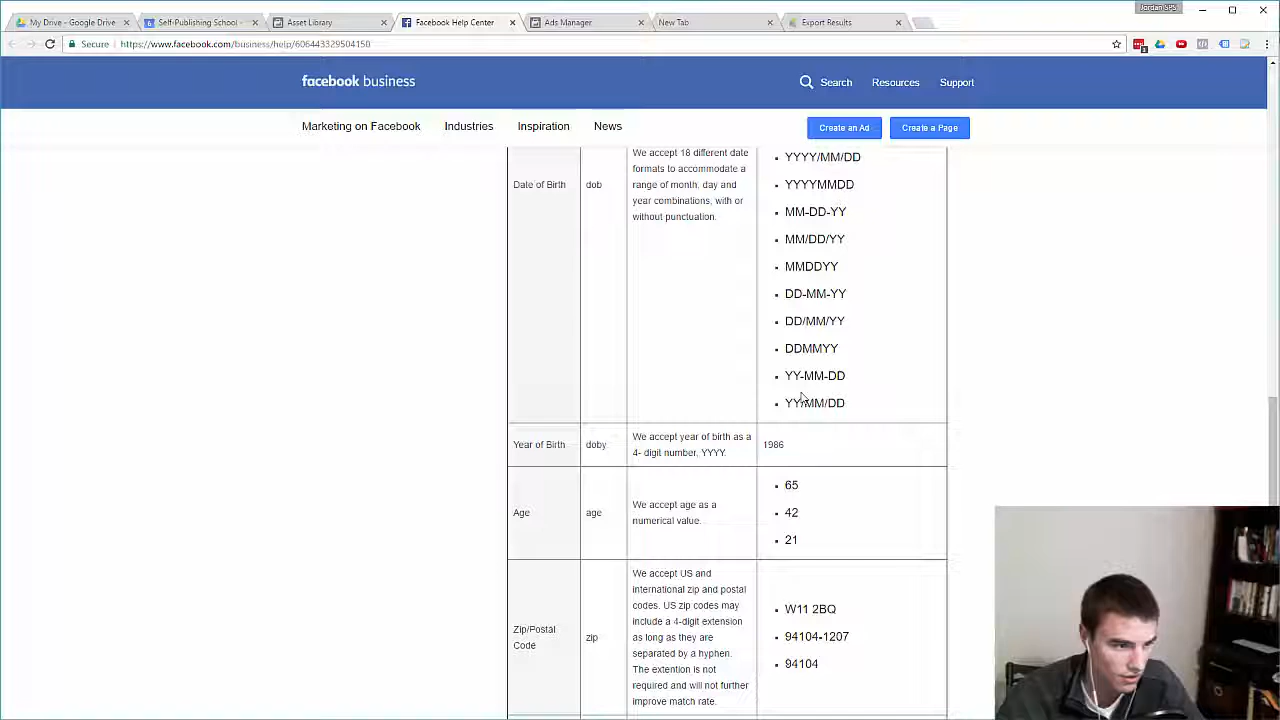 Jordan SPS
My Drive - Google Drive
Self-Publishing School -
Asset Library
Facebook Help Center
Ads Manager
New Tab
Export Results
Secure
https://www.facebook.com/business/help/606443329504150
facebook business
Search
Resources
Support
Marketing on Facebook
Industries
Inspiration
News
Create an Ad
Create a Page
Date of Birth
dob
We accept 18 different date
formats to accommodate a
range of month, day and
year combinations, with or
without punctuation.
YYYY/MM/DD
YYYYMMDD
MM-DD-YY
MM/DD/YY
MMDDYY
DD-MM-YY
DD/MM/YY
DDMMYY
YY-MM-DD
YY/MM/DD
Year of Birth
doby
We accept year of birth as a
4- digit number, YYYY.
1986
Age
age
We accept age as a
numerical value.
65
42
21
Zip/Postal
Code
zip
We accept US and
international zip and postal
codes. US zip codes may
include a 4-digit extension
as long as they are
separated by a hyphen.
The extention is not
required and will not further
improve match rate.
W11 2BQ
94104-1207
94104